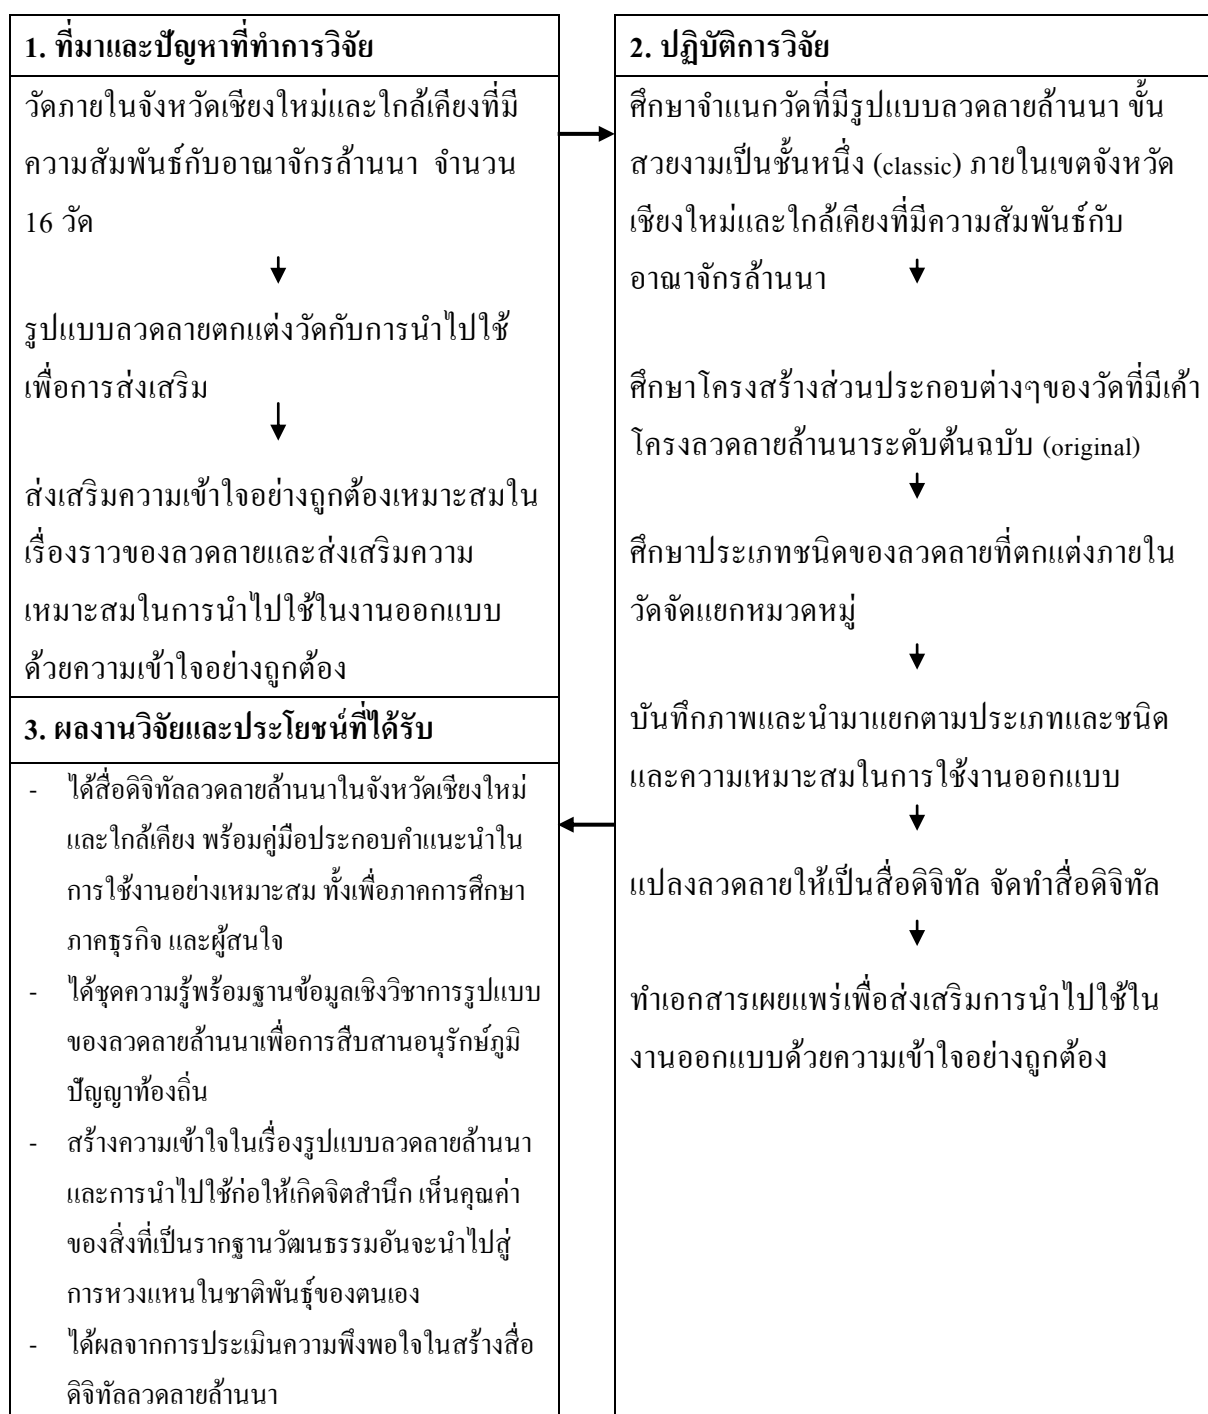 1. ที่มาและปัญหาที่ทำการวิจัย
วัดภายในจังหวัดเชียงใหม่และใกล้เคียงที่มี
ความสัมพันธ์กับอาณาจักรล้านนา จำนวน
16 วัด
รูปแบบลวดลายตกแต่งวัดกับการนำไปใช้
เพื่อการส่งเสริม
ส่งเสริมความเข้าใจอย่างถูกต้องเหมาะสมใน
เรื่องราวของลวดลายและส่งเสริมความ
เหมาะสมในการนำไปใช้ในงานออกแบบ
ด้วยความเข้าใจอย่างถูกต้อง
2. ปฏิบัติการวิจัย
ศึกษาจำแนกวัดที่มีรูปแบบลวดลายล้านนา ขั้น
สวยงามเป็นชั้นหนึ่ง (classic) ภายในเขตจังหวัด
เชียงใหม่และใกล้เคียงที่มีความสัมพันธ์กับ
อาณาจักรล้านนา
ศึกษาโครงสร้างส่วนประกอบต่างๆของวัดที่มีเค้า
โครงลวดลายล้านนาระดับต้นฉบับ (original)
ศึกษาประเภทชนิดของลวดลายที่ตกแต่งภายใน
วัดจัดแยกหมวดหมู่
บันทึกภาพและนำมาแยกตามประเภทและชนิด
และความเหมาะสมในการใช้งานออกแบบ
แปลงลวดลายให้เป็นสื่อดิจิทัล จัดทำสื่อดิจิทัล
ทำเอกสารเผยแพร่เพื่อส่งเสริมการนำไปใช้ใน
งานออกแบบด้วยความเข้าใจอย่างถูกต้อง
3. ผลงานวิจัยและประโยชน์ที่ได้รับ
- ได้สื่อดิจิทัลลวดลายล้านนาในจังหวัดเชียงใหม่
และใกล้เคียง พร้อมคู่มือประกอบคำแนะนำใน
การใช้งานอย่างเหมาะสม ทั้งเพื่อภาคการศึกษา
ภาคธุรกิจ และผู้สนใจ
- ได้ชุดความรู้พร้อมฐานข้อมูลเชิงวิชาการรูปแบบ
ของลวดลายล้านนาเพื่อการสืบสานอนุรักษ์ภูมิ
ปัญญาท้องถิ่น
- สร้างความเข้าใจในเรื่องรูปแบบลวดลายล้านนา
และการนำไปใช้ก่อให้เกิดจิตสำนึก เห็นคุณค่า
ของสิ่งที่เป็นรากฐานวัฒนธรรมอันจะนำไปสู่
การหวงแหนในชาติพันธุ์ของตนเอง
- ได้ผลจากการประเมินความพึงพอใจในสร้างสื่อ
ดิจิทัลลวดลายล้านนา